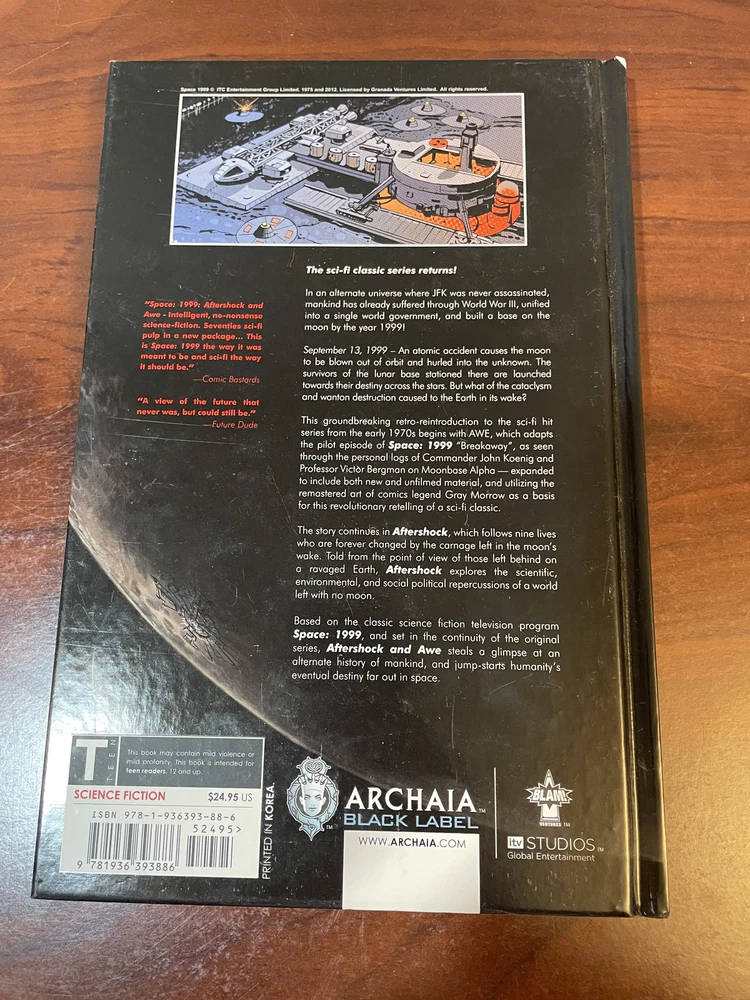 Space 1999 © ITC Entertainment Group Limited. 1975 and 2012. Licensed by Granada Ventures Limited. All rights reserved.
The sci-fi classic series returns!
In an alternate universe where JFK was never assassinated,
mankind has already suffered through World War III, unified
into a single world government, and built a base on the
moon by the year 1999!
September 13, 1999 – An atomic accident causes the moon
to be blown out of orbit and hurled into the unknown. The
survivors of the lunar base stationed there are launched
towards their destiny across the stars. But what of the cataclysm
and wanton destruction caused to the Earth in its wake?
This groundbreaking retro-reintroduction to the sci-fi hit
series from the early 1970s begins with AWE, which adapts
the pilot episode of Space: 1999 "Breakaway", as seen
through the personal logs of Commander John Koenig and
Professor Victor Bergman on Moonbase Alpha — expanded
to include both new and unfilmed material, and utilizing the
remastered art of comics legend Gray Morrow as a basis
for this revolutionary retelling of a sci-fi classic.
The story continues in Aftershock, which follows nine lives
who are forever changed by the carnage left in the moon's
wake. Told from the point of view of those left behind on
a ravaged Earth, Aftershock explores the scientific,
environmental, and social political repercussions of a world
left with no moon.
Based on the classic science fiction television program
Space: 1999, and set in the continuity of the original
series, Aftershock and Awe steals a glimpse at an
alternate history of mankind, and jump-starts humanity's
eventual destiny far out in space.
"Space: 1999: Aftershock and
Awe - Intelligent, no-nonsense
science-fiction. Seventies sci-fi
pulp in a new package... This
is Space: 1999 the way it was
meant to be and sci-fi the way
it should be."
—Comic Bastards
"A view of the future that
never was, but could still be."
—Future Dude
T
TEEN
This book may contain mild violence or
mild profanity. This book is intended for
teen readers. 12 and up.
SCIENCE FICTION $24.95 US
ISBN 978-1-936393-88-6
52495>
9 781936 393886
PRINTED IN KOREA.
ARCHAIA™
BLACK LABEL
WWW.ARCHAIA.COM
BLAM!
VENTURES TM
itv STUDIOS™
Global Entertainment